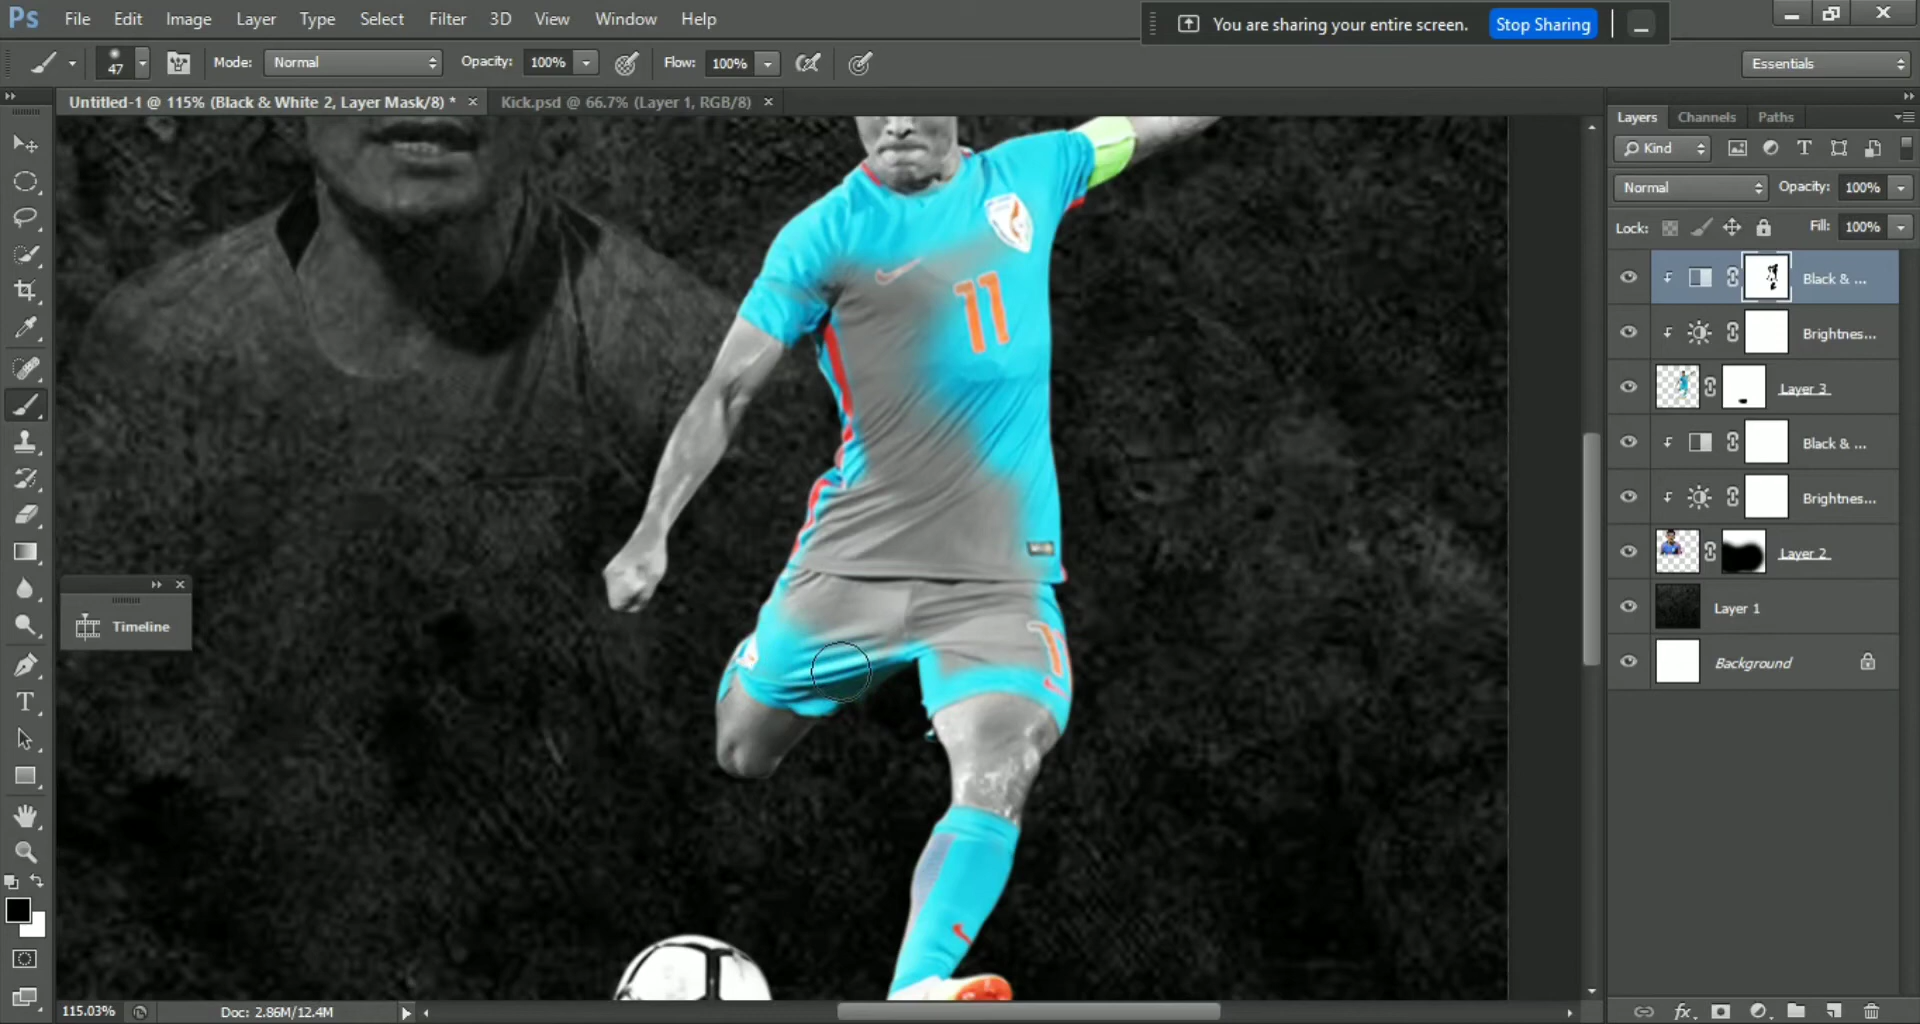 Ps File Edit Image Layer Type Select Filter 3D View Window Help
You are sharing your entire screen. Stop Sharing
47 Mode: Normal Opacity: 100% Flow: 100% Essentials
Untitled-1 @ 115% (Black & White 2, Layer Mask/8) * × Kick.psd @ 66.7% (Layer 1, RGB/8) ×
Layers Channels Paths
Kind
Normal Opacity: 100%
Lock: Fill: 100%
Black & ...
Brightnes...
Layer 3
Black & ...
Brightnes...
Layer 2
Layer 1
Background
Timeline
11
115.03% Doc: 2.86M/12.4M
fx